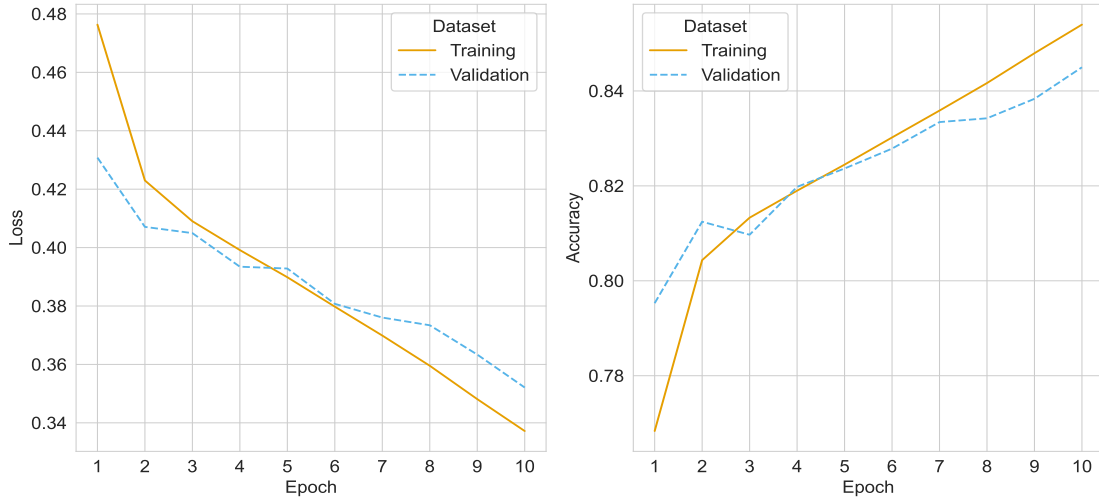 0.48
0.46
0.44
0.42
0.40
0.38
0.36
0.34
Loss
1 2 3 4 5 6 7 8 9 10
Epoch
Dataset
Training
Validation
0.84
0.82
0.80
0.78
Accuracy
1 2 3 4 5 6 7 8 9 10
Epoch
Dataset
Training
Validation